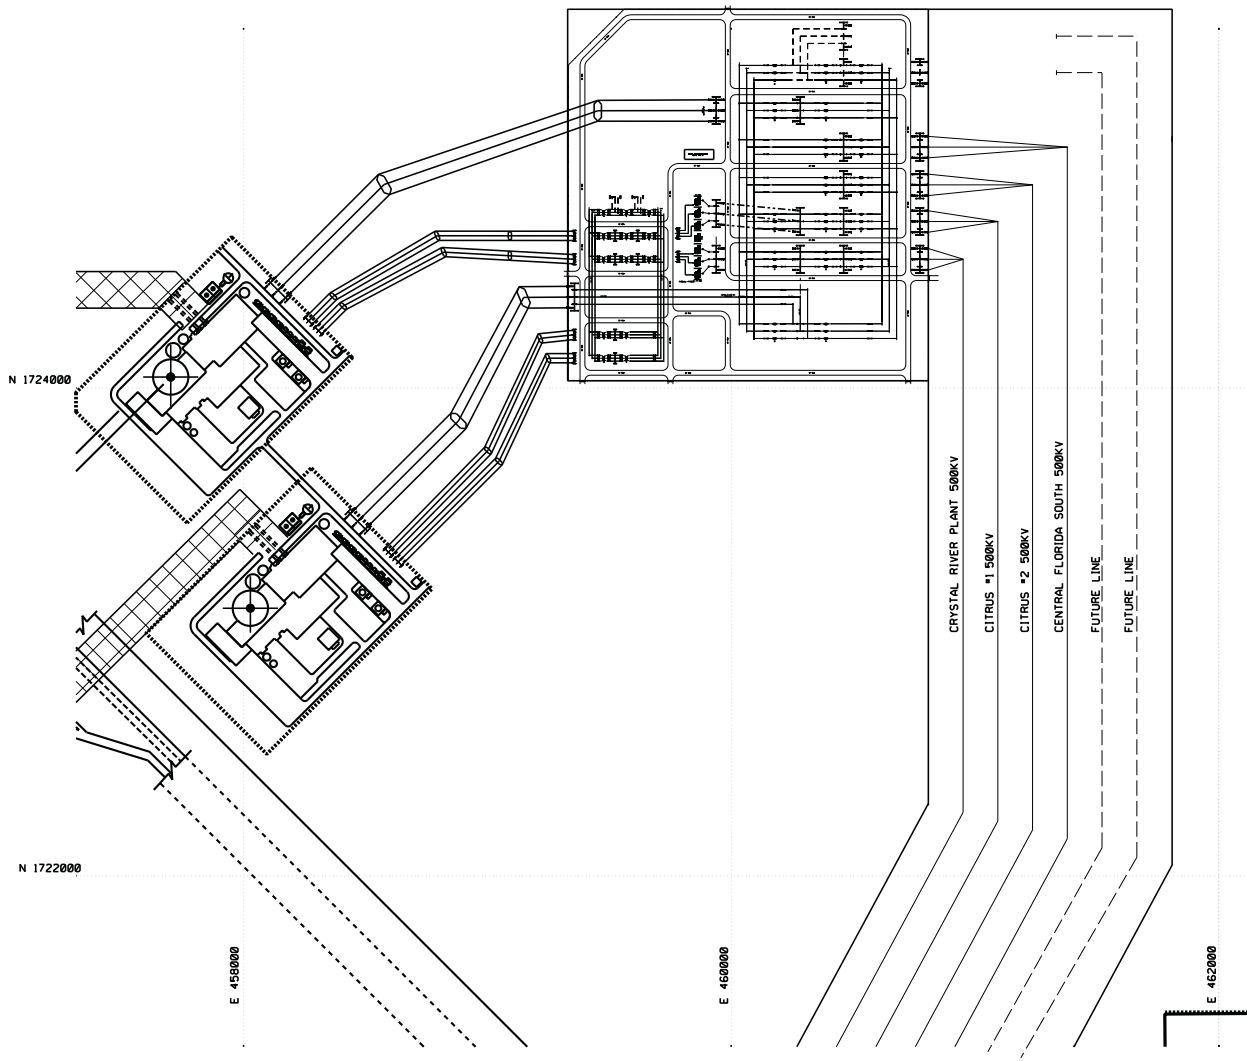 N 1724000
CRYSTAL RIVER PLANT 500KV
CITRUS #1 500KV
CITRUS #2 500KV
CENTRAL FLORIDA SOUTH 500KV
FUTURE LINE
FUTURE LINE
N 1722000
E 458000
E 460000
E 462000